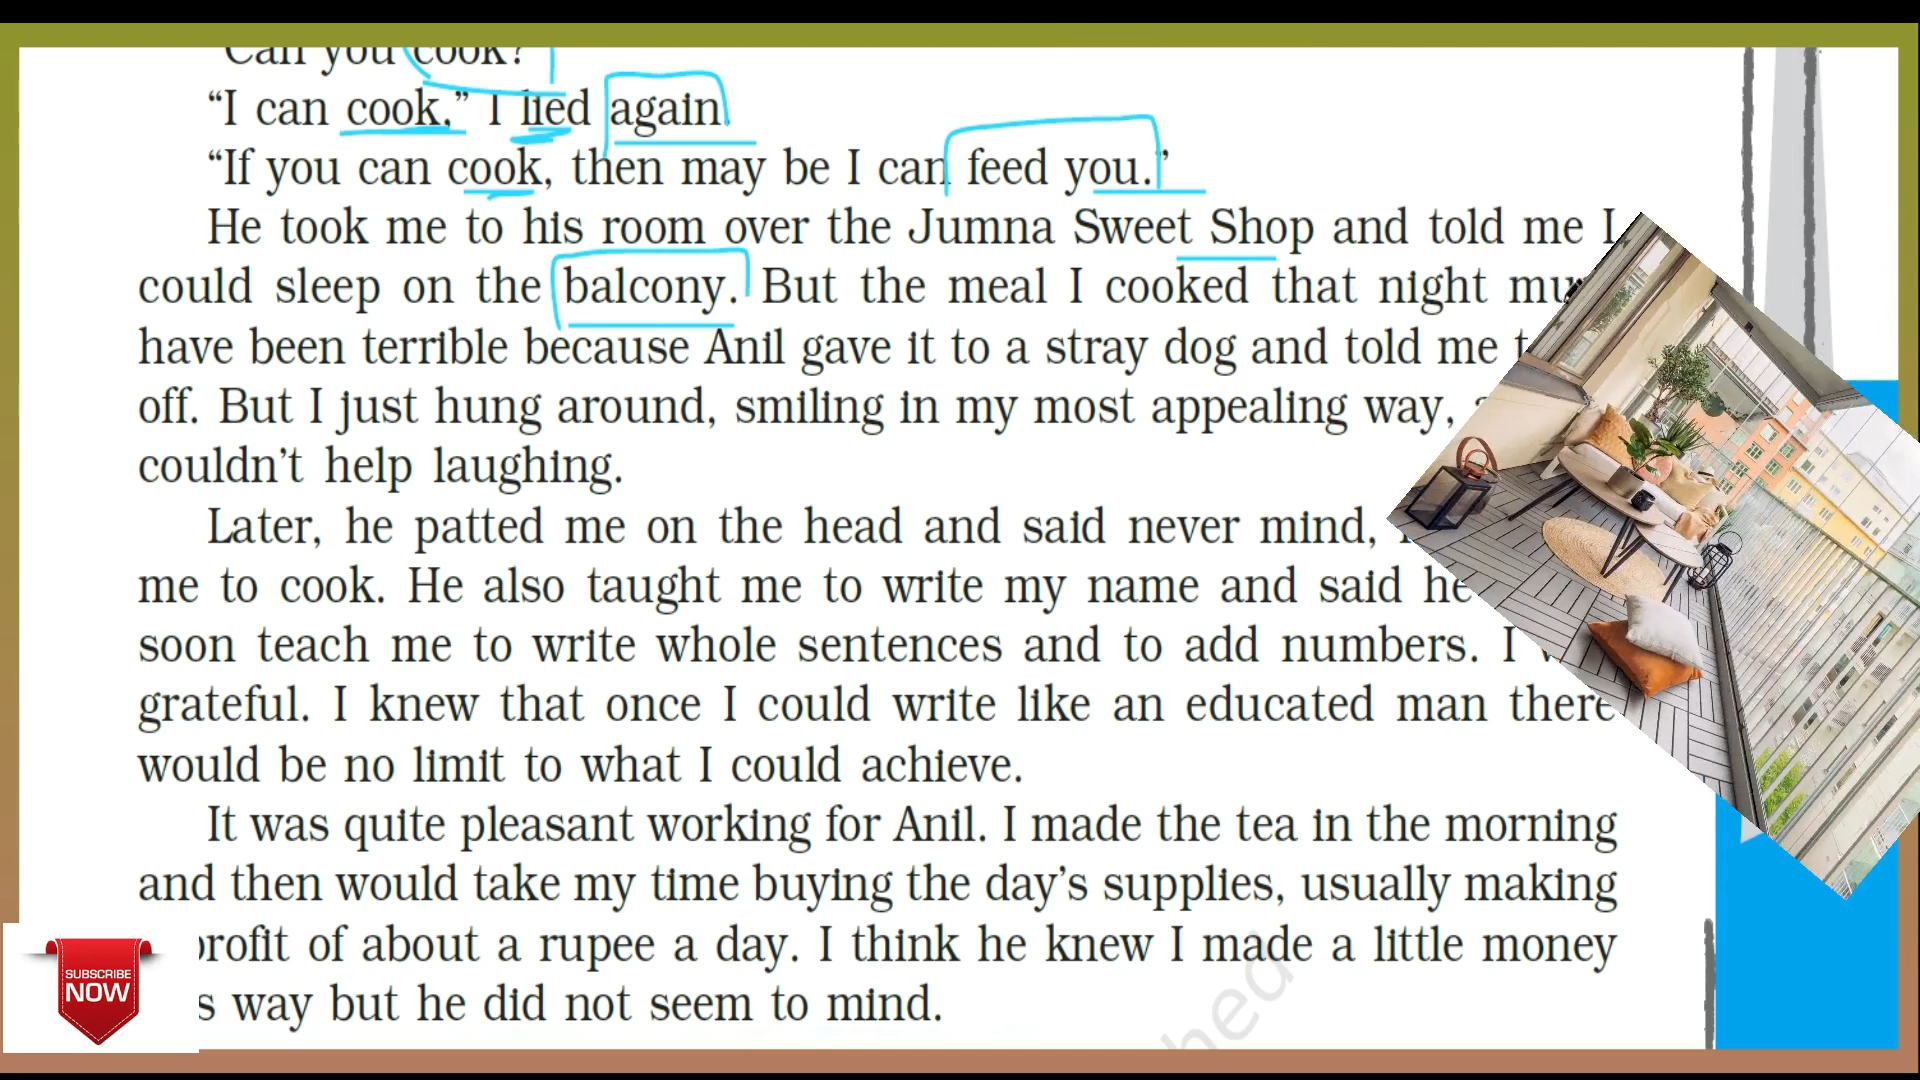 Can you cook?
“I can cook,” I lied again.
“If you can cook, then may be I can feed you.”
He took me to his room over the Jumna Sweet Shop and told me I
could sleep on the balcony. But the meal I cooked that night
have been terrible because Anil gave it to a stray dog and told me
off. But I just hung around, smiling in my most appealing way,
couldn’t help laughing.
Later, he patted me on the head and said never mind,
me to cook. He also taught me to write my name and said he
soon teach me to write whole sentences and to add numbers. I
grateful. I knew that once I could write like an educated man there
would be no limit to what I could achieve.
It was quite pleasant working for Anil. I made the tea in the morning
and then would take my time buying the day’s supplies, usually making
profit of about a rupee a day. I think he knew I made a little money
way but he did not seem to mind.
SUBSCRIBE
NOW